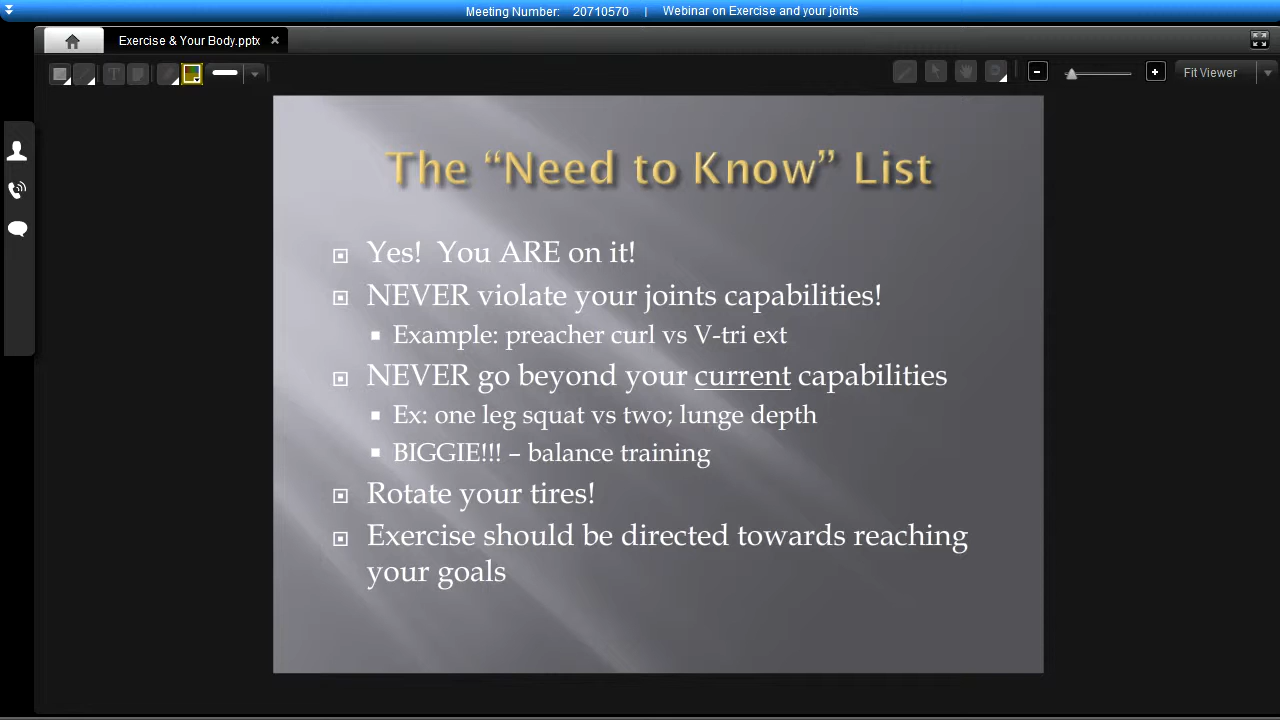 Meeting Number: 20710570 | Webinar on Exercise and your joints
Exercise & Your Body.pptx
Fit Viewer
The “Need to Know” List
Yes! You ARE on it!
NEVER violate your joints capabilities!
Example: preacher curl vs V-tri ext
NEVER go beyond your current capabilities
Ex: one leg squat vs two; lunge depth
BIGGIE!!! – balance training
Rotate your tires!
Exercise should be directed towards reaching
your goals